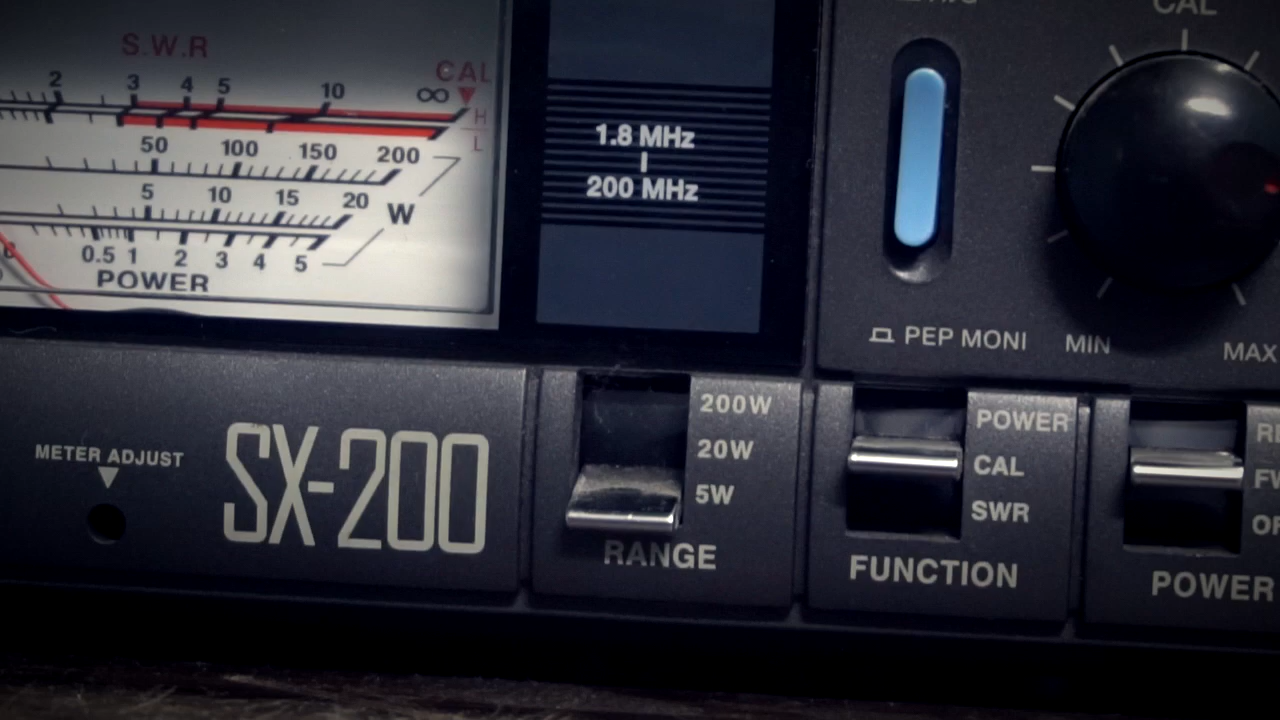 S.W.R
CAL
2 3 4 5 10 ∞
H
L
50 100 150 200
5 10 15 20
W
0.5 1 2 3 4 5
POWER
1.8 MHz
200 MHz
CAL
PEP MONI
MIN
MAX
METER ADJUST
SX-200
200W
20W
5W
RANGE
POWER
CAL
SWR
FUNCTION
POWER